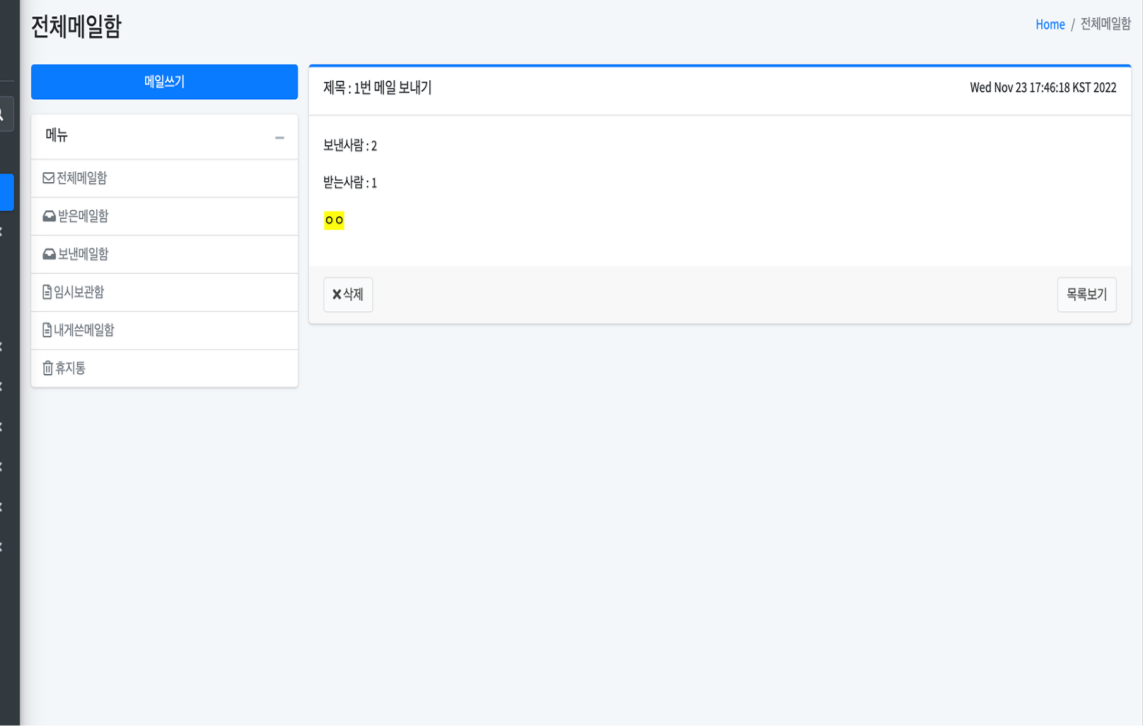 전체메일함
Home / 전체메일함
메일쓰기
메뉴
전체메일함
받은메일함
보낸메일함
임시보관함
내게쓴메일함
휴지통
제목 : 1번 메일 보내기
Wed Nov 23 17:46:18 KST 2022
보낸사람 : 2
받는사람 : 1
ㅇㅇ
삭제
목록보기